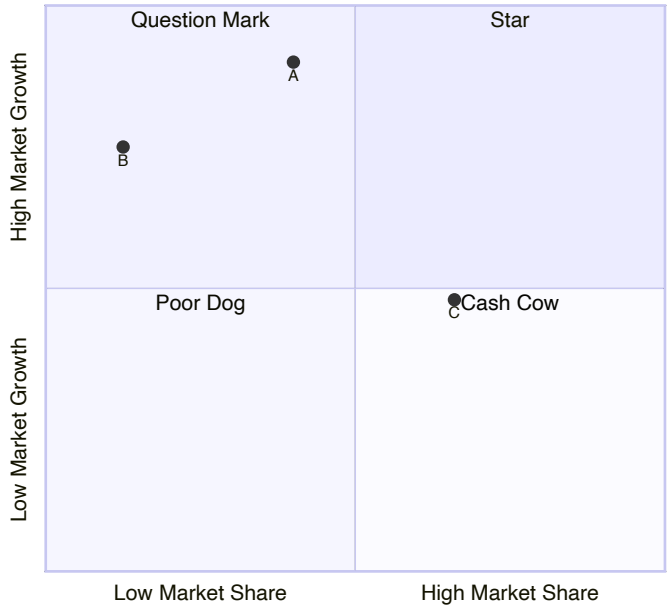 Question Mark
Star
A
B
High Market Growth
Poor Dog
Cash Cow
C
Low Market Growth
Low Market Share
High Market Share